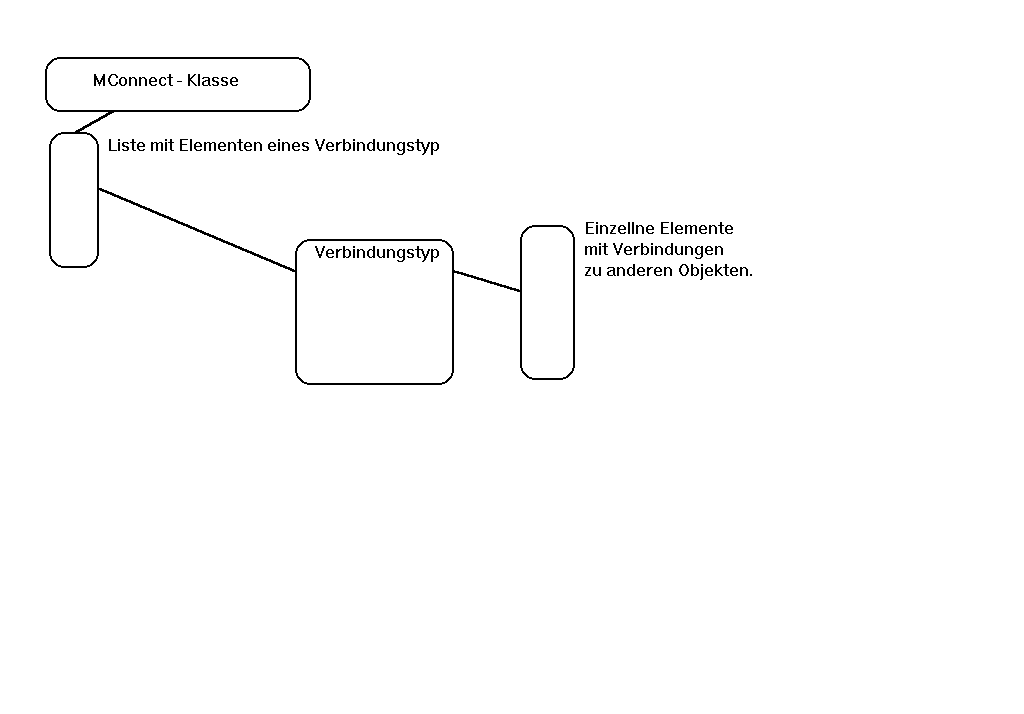 MConnect - Klasse
Liste mit Elementen eines Verbindungstyp
Einzellne Elemente
mit Verbindungen
zu anderen Objekten.
Verbindungstyp